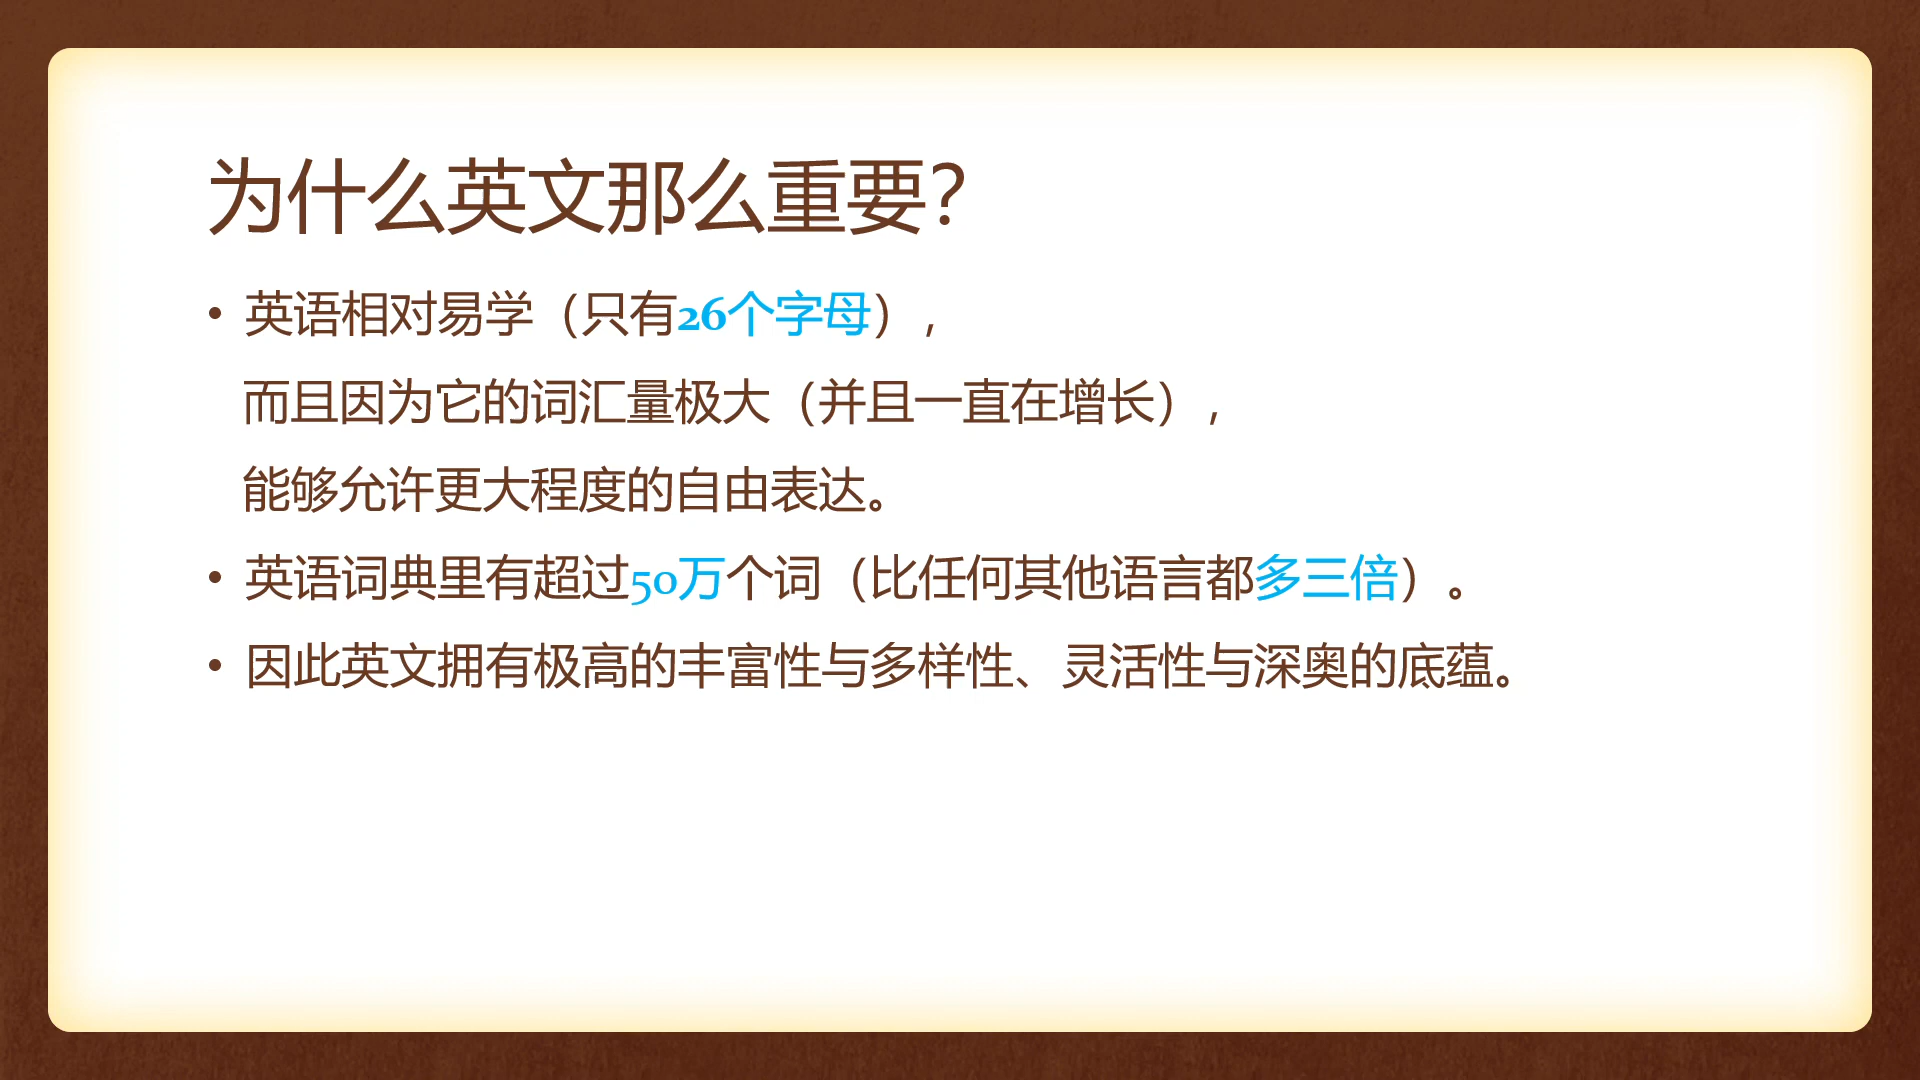 为什么英文那么重要?
• 英语相对易学（只有26个字母），
而且因为它的词汇量极大（并且一直在增长），
能够允许更大程度的自由表达。
• 英语词典里有超过50万个词（比任何其他语言都多三倍）。
• 因此英文拥有极高的丰富性与多样性、灵活性与深奥的底蕴。